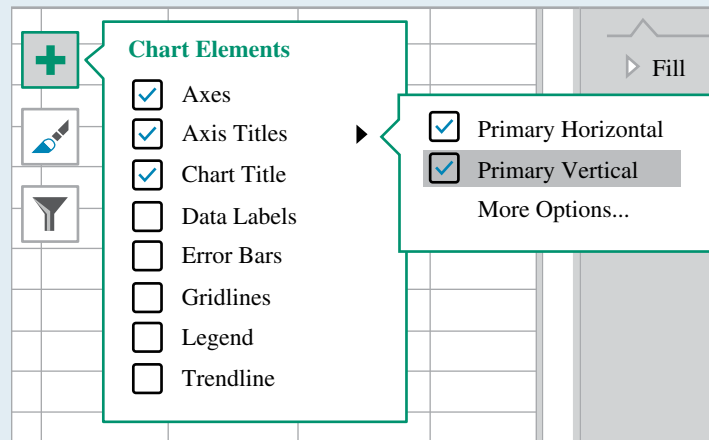 Chart Elements
Axes
Axis Titles
Chart Title
Data Labels
Error Bars
Gridlines
Legend
Trendline
Primary Horizontal
Primary Vertical
More Options...
Fill